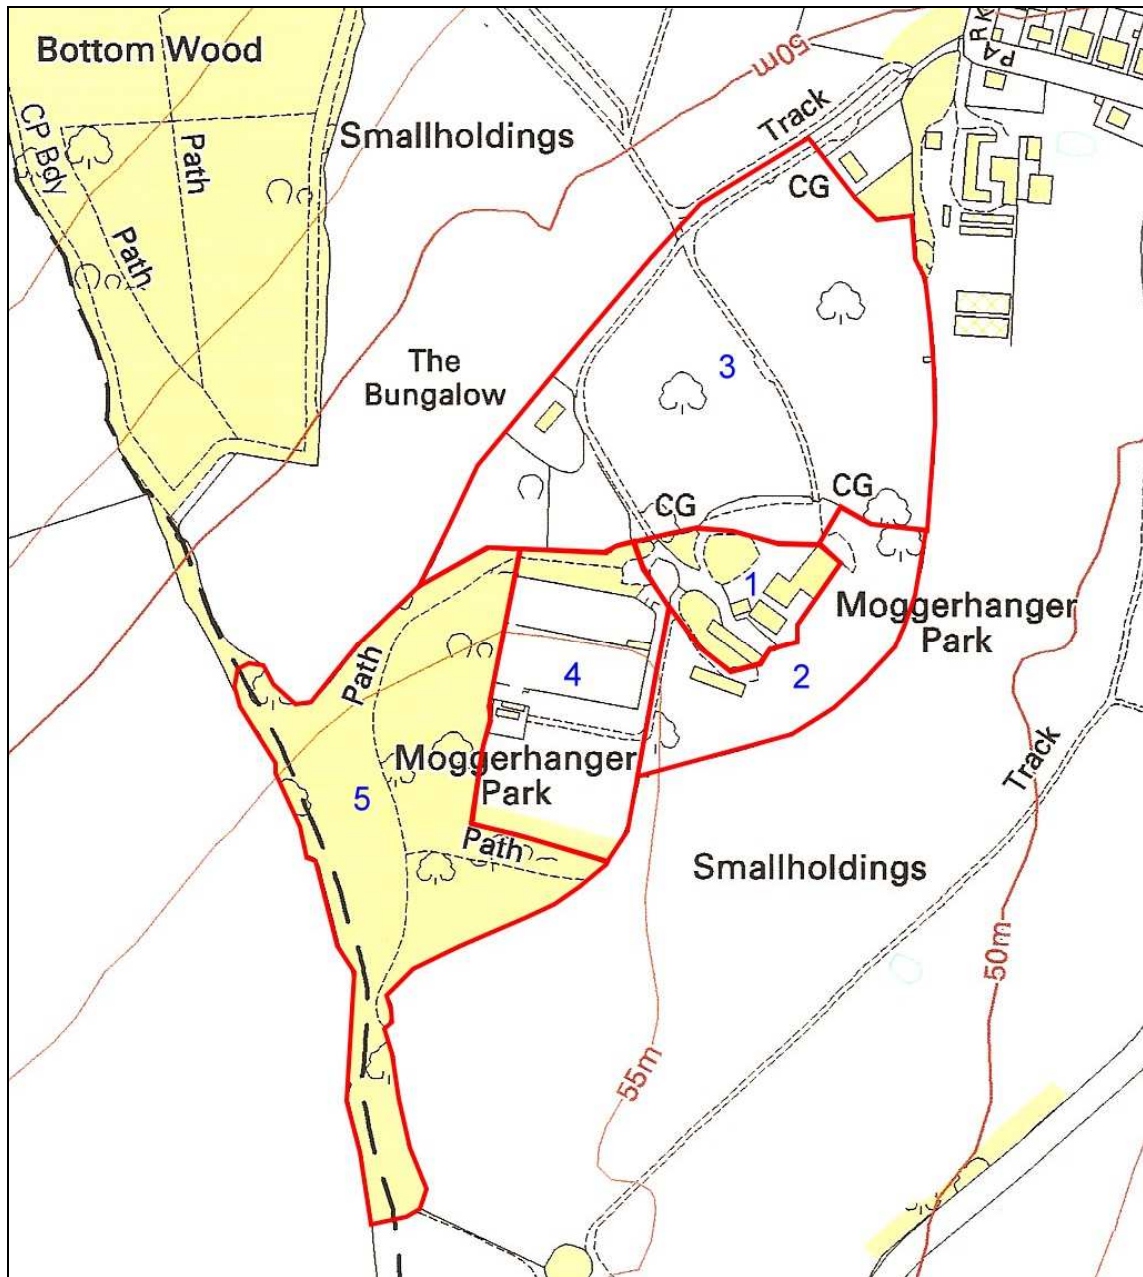 Bottom Wood
PARK
50m
Track
CP Bdy
Path
Smallholdings
CG
Path
The
Bungalow
3
CG
CG
1
Moggerhanger
Park
2
4
Path
Moggerhanger
Park
5
Track
Path
Smallholdings
50m
55m